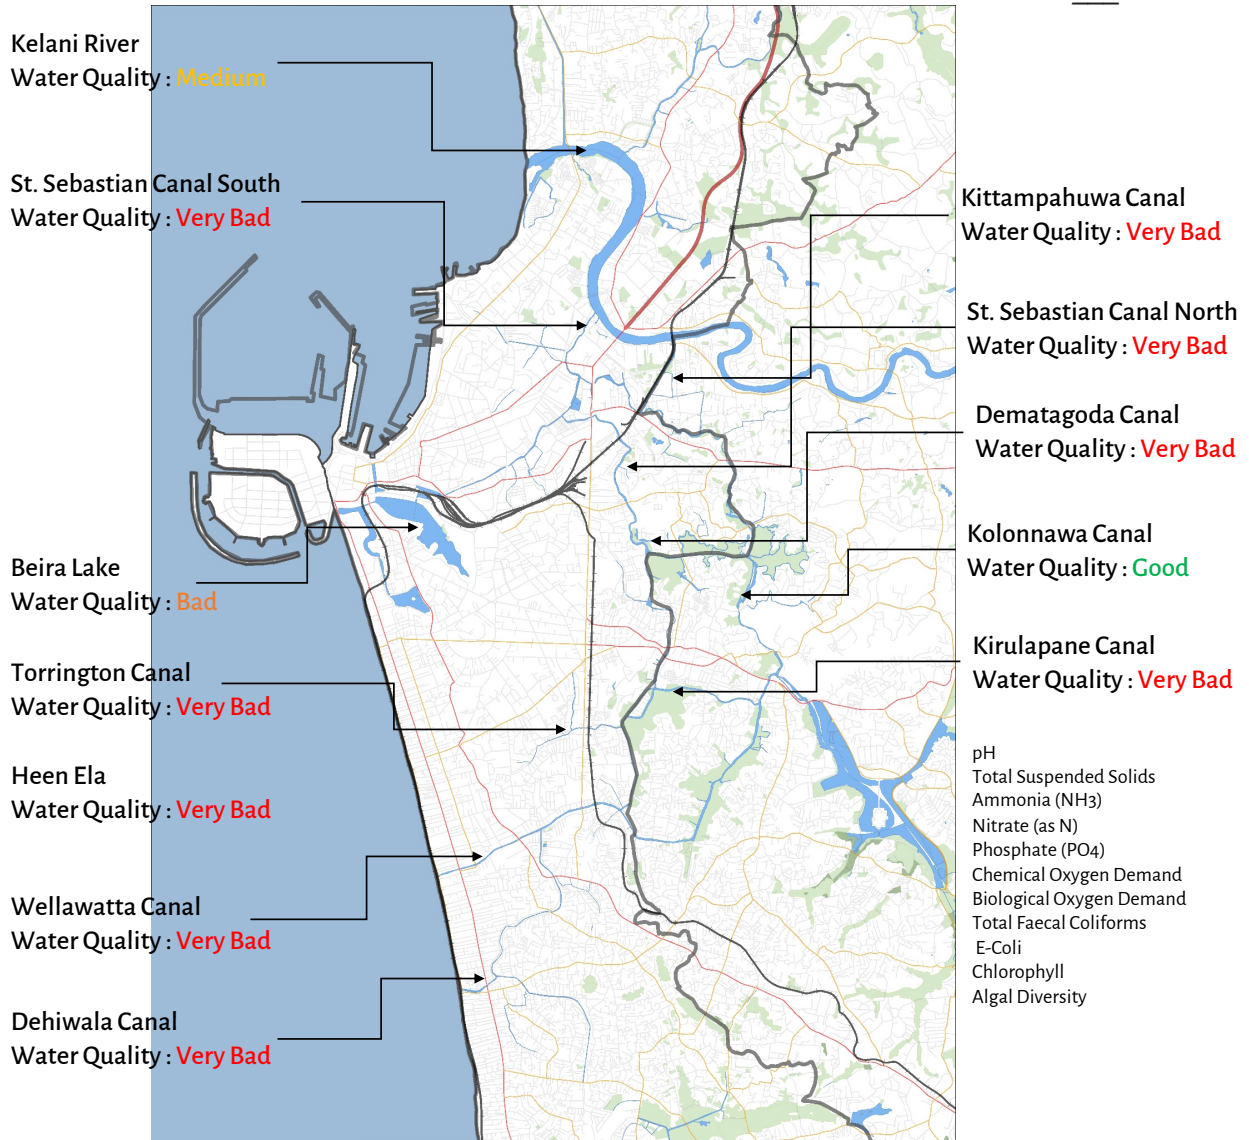 Kelani River
Water Quality : Medium
St. Sebastian Canal South
Water Quality : Very Bad
Beira Lake
Water Quality : Bad
Torrington Canal
Water Quality : Very Bad
Heen Ela
Water Quality : Very Bad
Wellawatta Canal
Water Quality : Very Bad
Dehiwala Canal
Water Quality : Very Bad
Kittampahuwa Canal
Water Quality : Very Bad
St. Sebastian Canal North
Water Quality : Very Bad
Dematagoda Canal
Water Quality : Very Bad
Kolonnawa Canal
Water Quality : Good
Kirulapane Canal
Water Quality : Very Bad
pH
Total Suspended Solids
Ammonia (NH3)
Nitrate (as N)
Phosphate (PO4)
Chemical Oxygen Demand
Biological Oxygen Demand
Total Faecal Coliforms
E-Coli
Chlorophyll
Algal Diversity